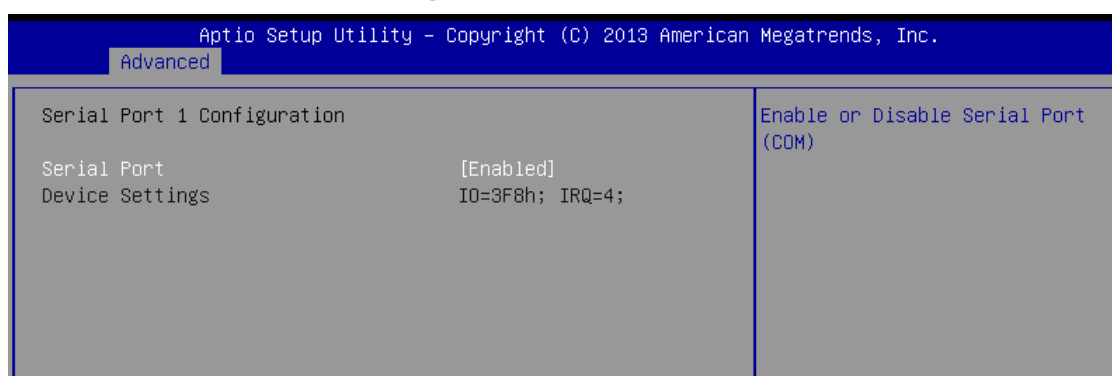 Aptio Setup Utility – Copyright (C) 2013 American Megatrends, Inc.
Advanced
Serial Port 1 Configuration
Serial Port [Enabled]
Device Settings IO=3F8h; IRQ=4;
Enable or Disable Serial Port
(COM)